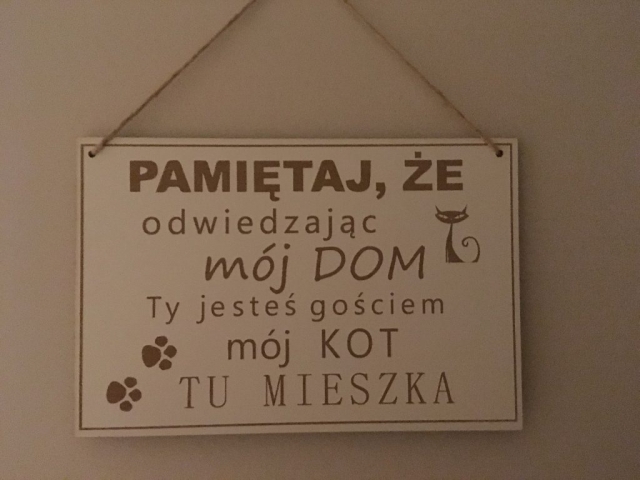 PAMIĘTAJ, ŻE
odwiedzając
mój DOM
Ty jesteś gościem
mój KOT
TU MIESZKA